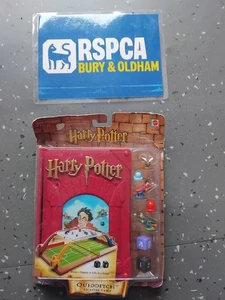 RSPCA
BURY & OLDHAM
Harry Potter
Harry Potter
QUIDDITCH